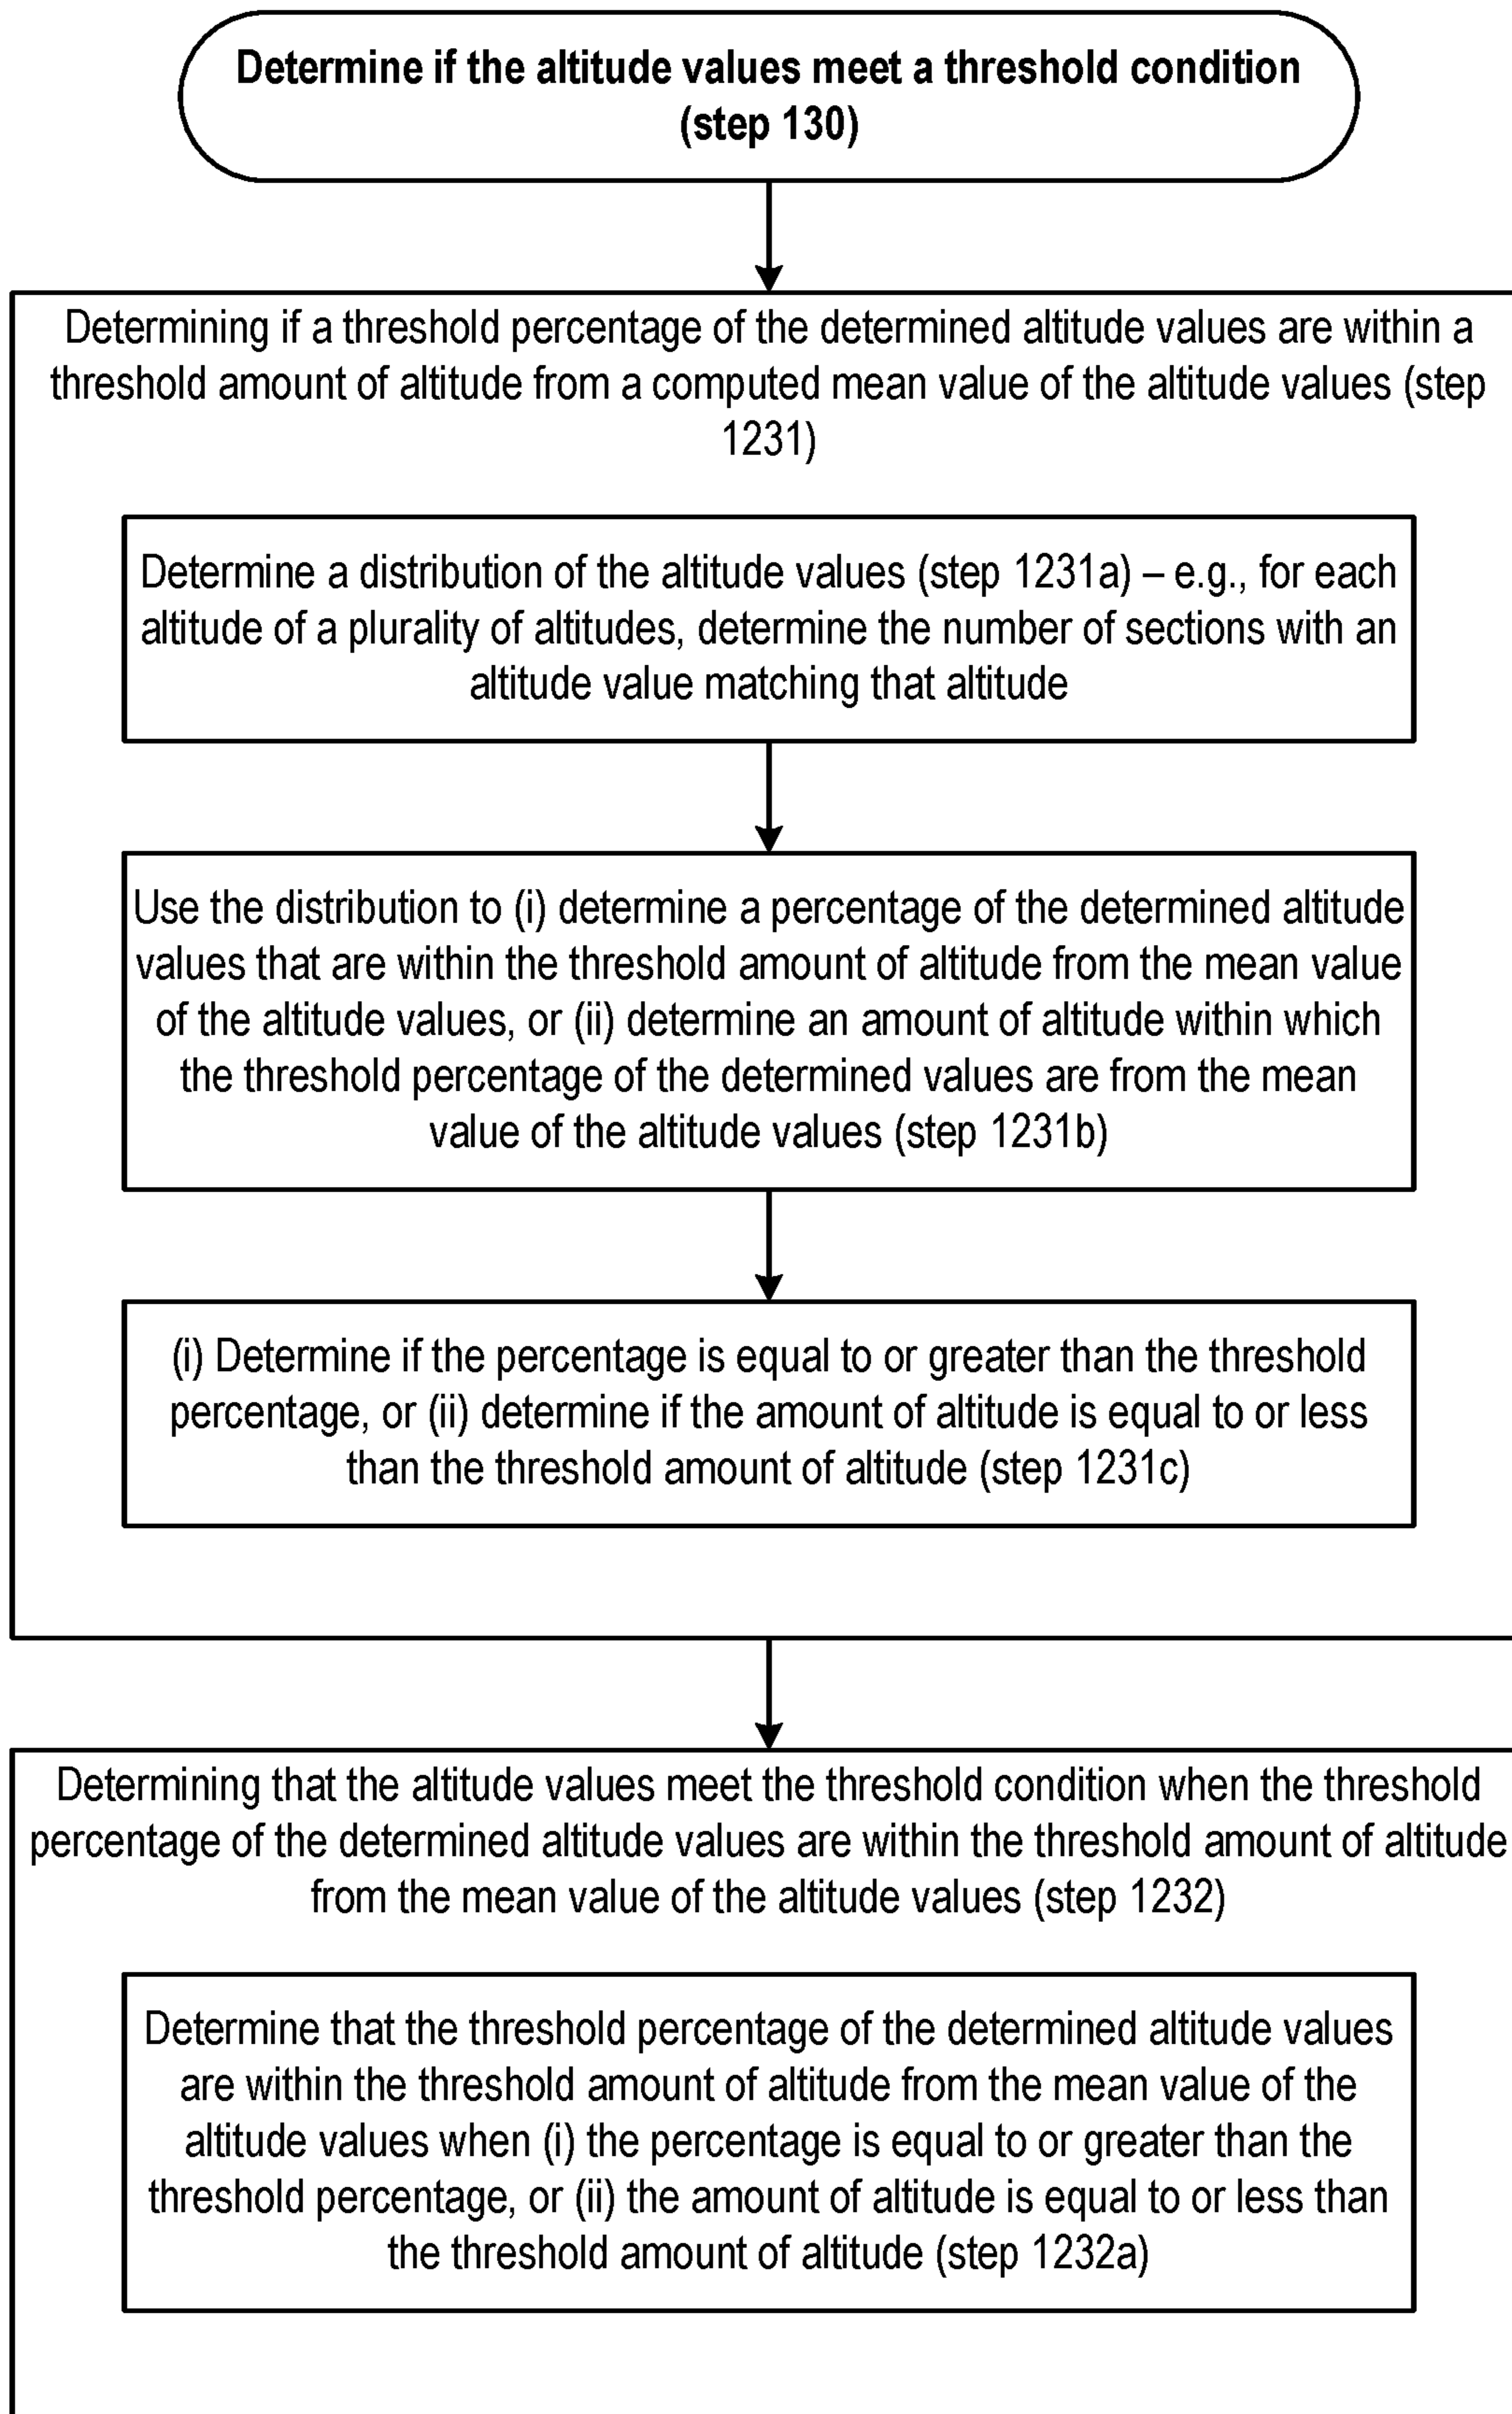 Determine if the altitude values meet a threshold condition
(step 130)
Determining if a threshold percentage of the determined altitude values are within a
threshold amount of altitude from a computed mean value of the altitude values (step
1231)
Determine a distribution of the altitude values (step 1231a) – e.g., for each
altitude of a plurality of altitudes, determine the number of sections with an
altitude value matching that altitude
Use the distribution to (i) determine a percentage of the determined altitude
values that are within the threshold amount of altitude from the mean value
of the altitude values, or (ii) determine an amount of altitude within which
the threshold percentage of the determined values are from the mean
value of the altitude values (step 1231b)
(i) Determine if the percentage is equal to or greater than the threshold
percentage, or (ii) determine if the amount of altitude is equal to or less
than the threshold amount of altitude (step 1231c)
Determining that the altitude values meet the threshold condition when the threshold
percentage of the determined altitude values are within the threshold amount of altitude
from the mean value of the altitude values (step 1232)
Determine that the threshold percentage of the determined altitude values
are within the threshold amount of altitude from the mean value of the
altitude values when (i) the percentage is equal to or greater than the
threshold percentage, or (ii) the amount of altitude is equal to or less than
the threshold amount of altitude (step 1232a)